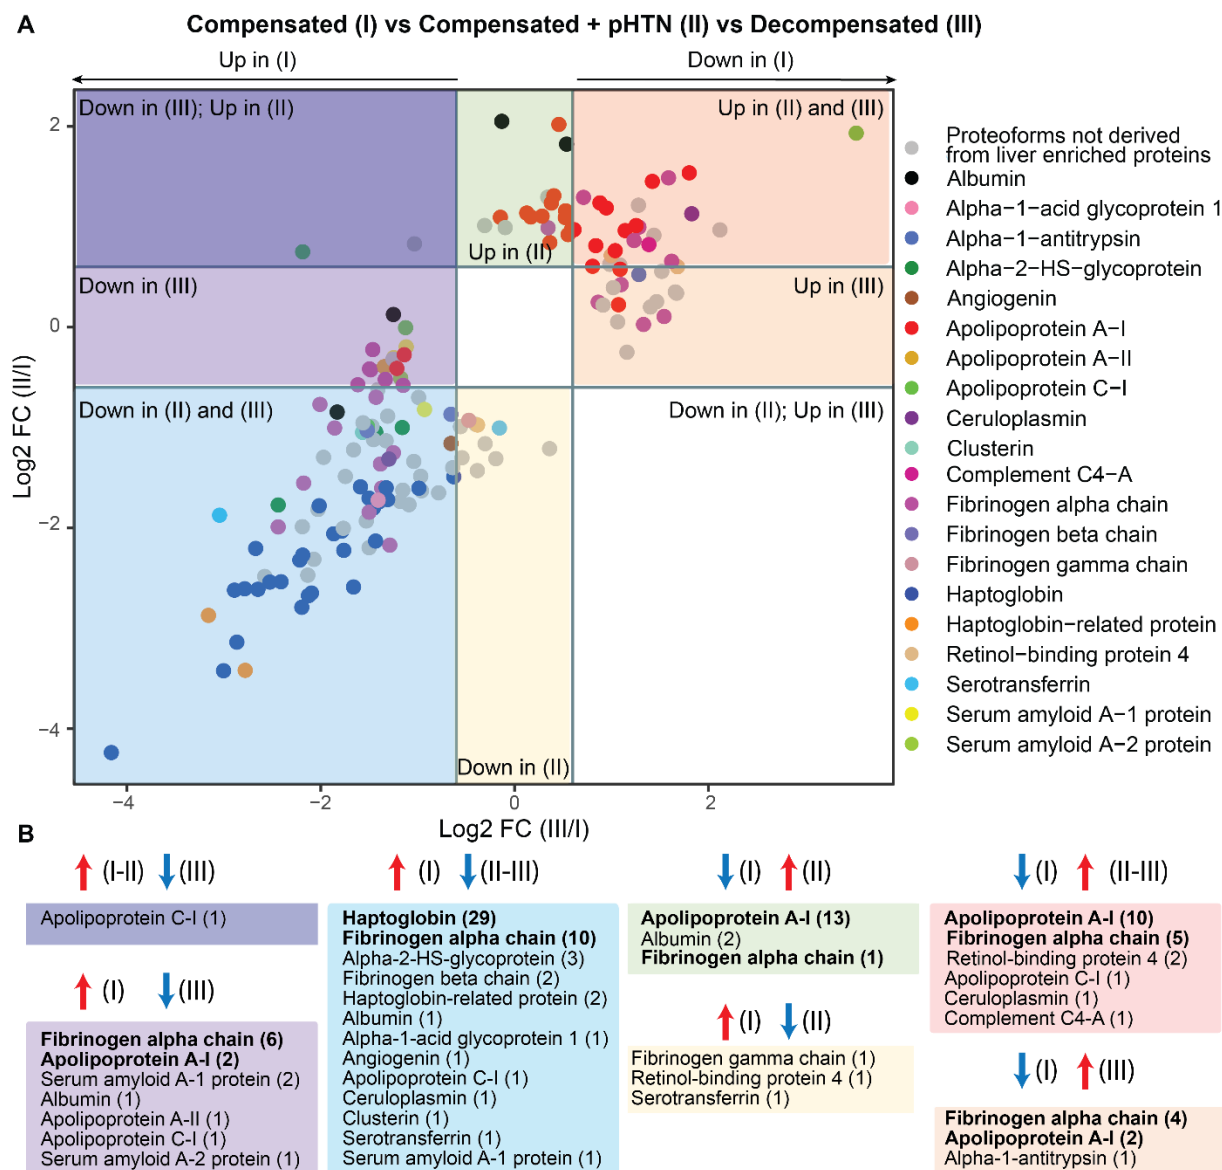 A
Compensated (I) vs Compensated + pHTN (II) vs Decompensated (III)
Up in (I)
Down in (I)
Down in (III); Up in (II)
Up in (II) and (III)
Up in (II)
Down in (III)
Up in (III)
Down in (II) and (III)
Down in (II); Up in (III)
Down in (II)
Log2 FC (II/I)
2
0
−2
−4
−4
−2
0
2
Log2 FC (III/I)
Proteoforms not derived
from liver enriched proteins
Albumin
Alpha−1−acid glycoprotein 1
Alpha−1−antitrypsin
Alpha−2−HS−glycoprotein
Angiogenin
Apolipoprotein A−I
Apolipoprotein A−II
Apolipoprotein C−I
Ceruloplasmin
Clusterin
Complement C4−A
Fibrinogen alpha chain
Fibrinogen beta chain
Fibrinogen gamma chain
Haptoglobin
Haptoglobin−related protein
Retinol−binding protein 4
Serotransferrin
Serum amyloid A−1 protein
Serum amyloid A−2 protein
B
(I-II) (III)
Apolipoprotein C-I (1)
(I) (III)
Fibrinogen alpha chain (6)
Apolipoprotein A-I (2)
Serum amyloid A-1 protein (2)
Albumin (1)
Apolipoprotein A-II (1)
Apolipoprotein C-I (1)
Serum amyloid A-2 protein (1)
(I) (II-III)
Haptoglobin (29)
Fibrinogen alpha chain (10)
Alpha-2-HS-glycoprotein (3)
Fibrinogen beta chain (2)
Haptoglobin-related protein (2)
Albumin (1)
Alpha-1-acid glycoprotein 1 (1)
Angiogenin (1)
Apolipoprotein C-I (1)
Ceruloplasmin (1)
Clusterin (1)
Serotransferrin (1)
Serum amyloid A-1 protein (1)
(I) (II)
Apolipoprotein A-I (13)
Albumin (2)
Fibrinogen alpha chain (1)
(I) (II)
Fibrinogen gamma chain (1)
Retinol-binding protein 4 (1)
Serotransferrin (1)
(I) (II-III)
Apolipoprotein A-I (10)
Fibrinogen alpha chain (5)
Retinol-binding protein 4 (2)
Apolipoprotein C-I (1)
Ceruloplasmin (1)
Complement C4-A (1)
(I) (III)
Fibrinogen alpha chain (4)
Apolipoprotein A-I (2)
Alpha-1-antitrypsin (1)